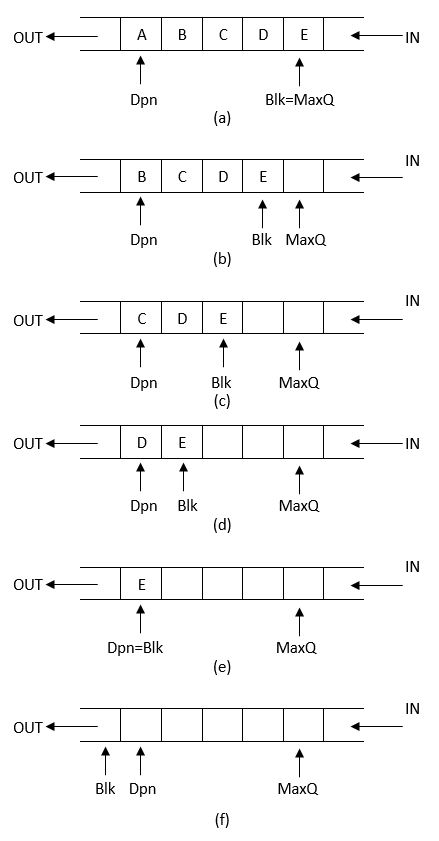 OUT A B C D E IN
Dpn Blk=MaxQ
(a)
IN
OUT B C D E
Dpn Blk MaxQ
(b)
IN
OUT C D E
Dpn Blk MaxQ
(c)
OUT D E IN
Dpn Blk MaxQ
(d)
IN
OUT E
Dpn=Blk MaxQ
(e)
IN
OUT
Blk Dpn MaxQ
(f)